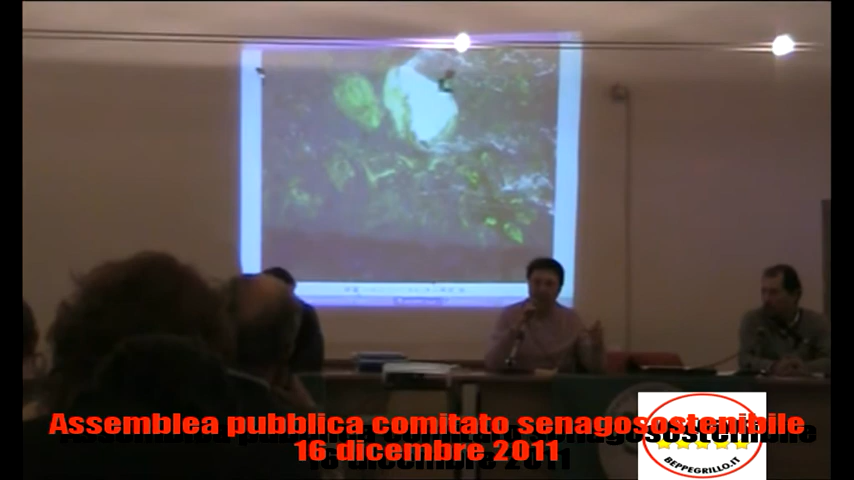 Assemblea pubblica comitato senagosostenibile
16 dicembre 2011
BEPPEGRILLO.IT